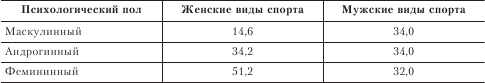 Психологический пол Женские виды спорта Мужские виды спорта
Маскулинный 14,6 34,0
Андрогинный 34,2 34,0
Фемининный 51,2 32,0